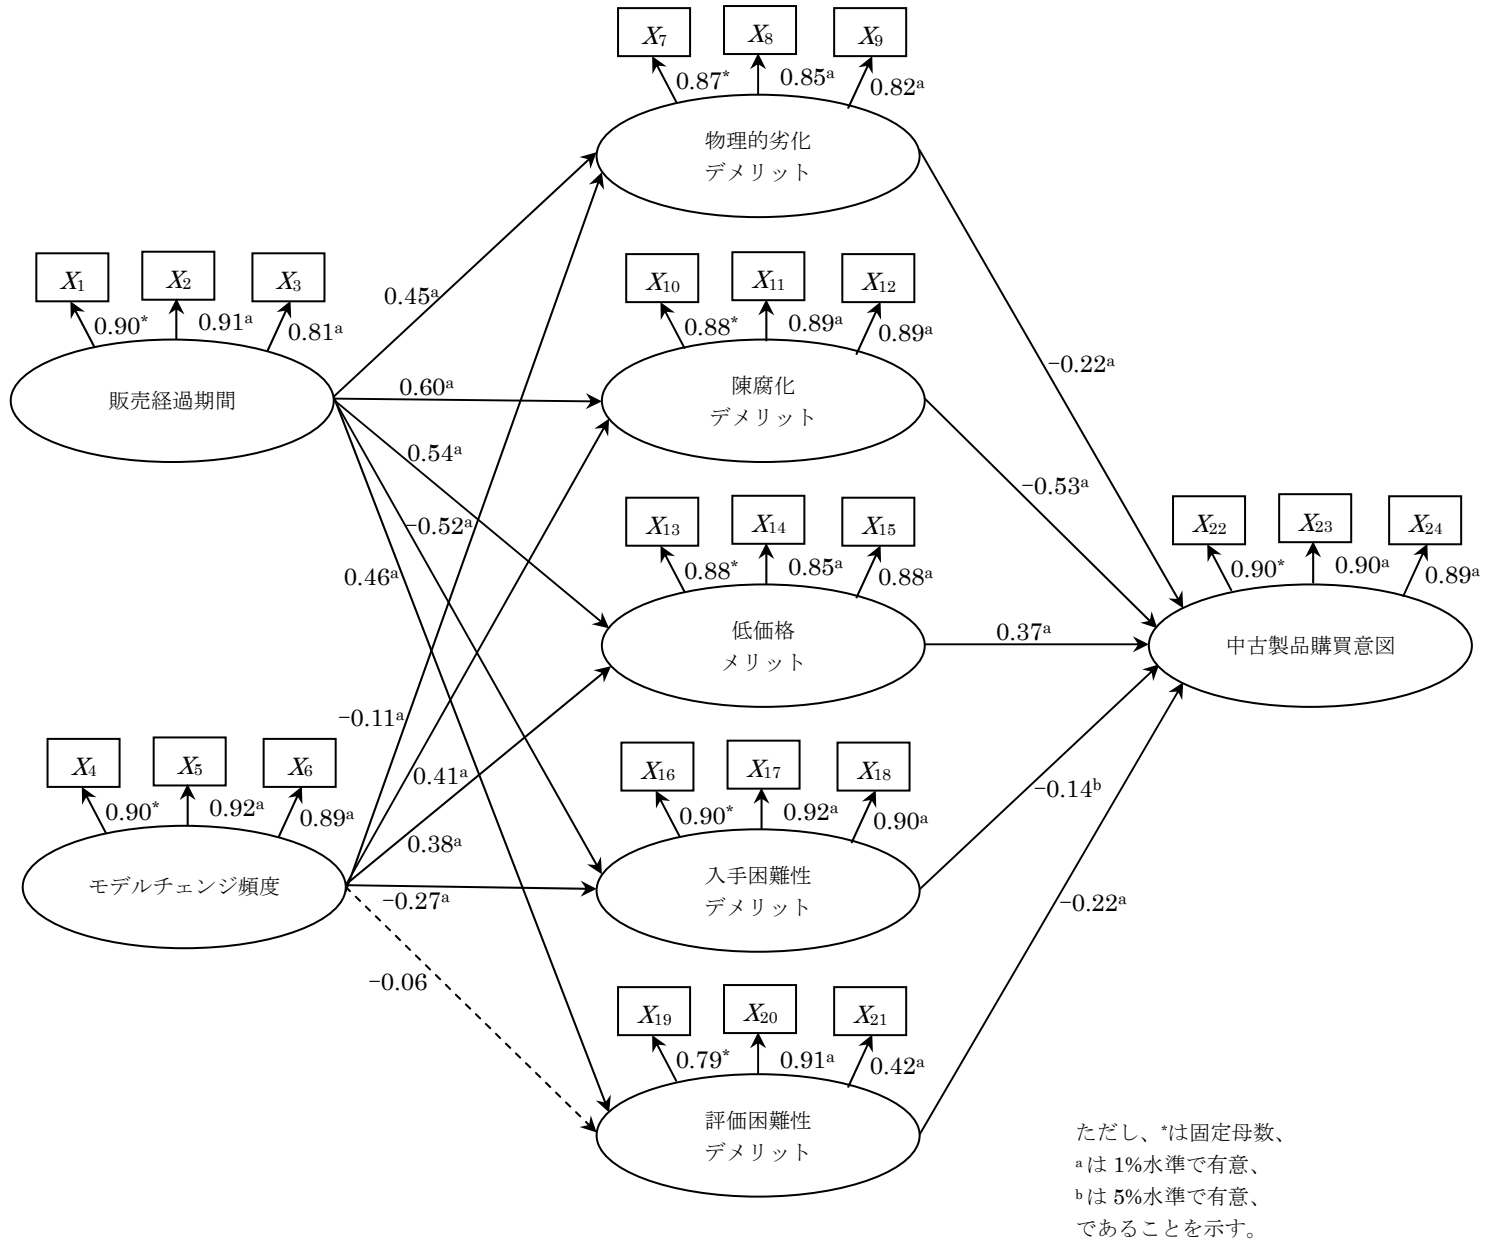 X7 X8 X9
0.87* 0.85a 0.82a
物理的劣化
デメリット
X1 X2 X3
0.90* 0.91a 0.81a
販売経過期間
X10 X11 X12
0.88* 0.89a 0.89a
陳腐化
デメリット
0.45a
0.60a
0.54a
−0.52a
0.46a
−0.22a
−0.53a
X13 X14 X15
0.88* 0.85a 0.88a
低価格
メリット
0.37a
X22 X23 X24
0.90* 0.90a 0.89a
中古製品購買意図
X4 X5 X6
0.90* 0.92a 0.89a
モデルチェンジ頻度
−0.11a
0.41a
0.38a
−0.27a
−0.06
X16 X17 X18
0.90* 0.92a 0.90a
入手困難性
デメリット
−0.14b
−0.22a
X19 X20 X21
0.79* 0.91a 0.42a
評価困難性
デメリット
ただし、*は固定母数、
aは 1%水準で有意、
bは 5%水準で有意、
であることを示す。